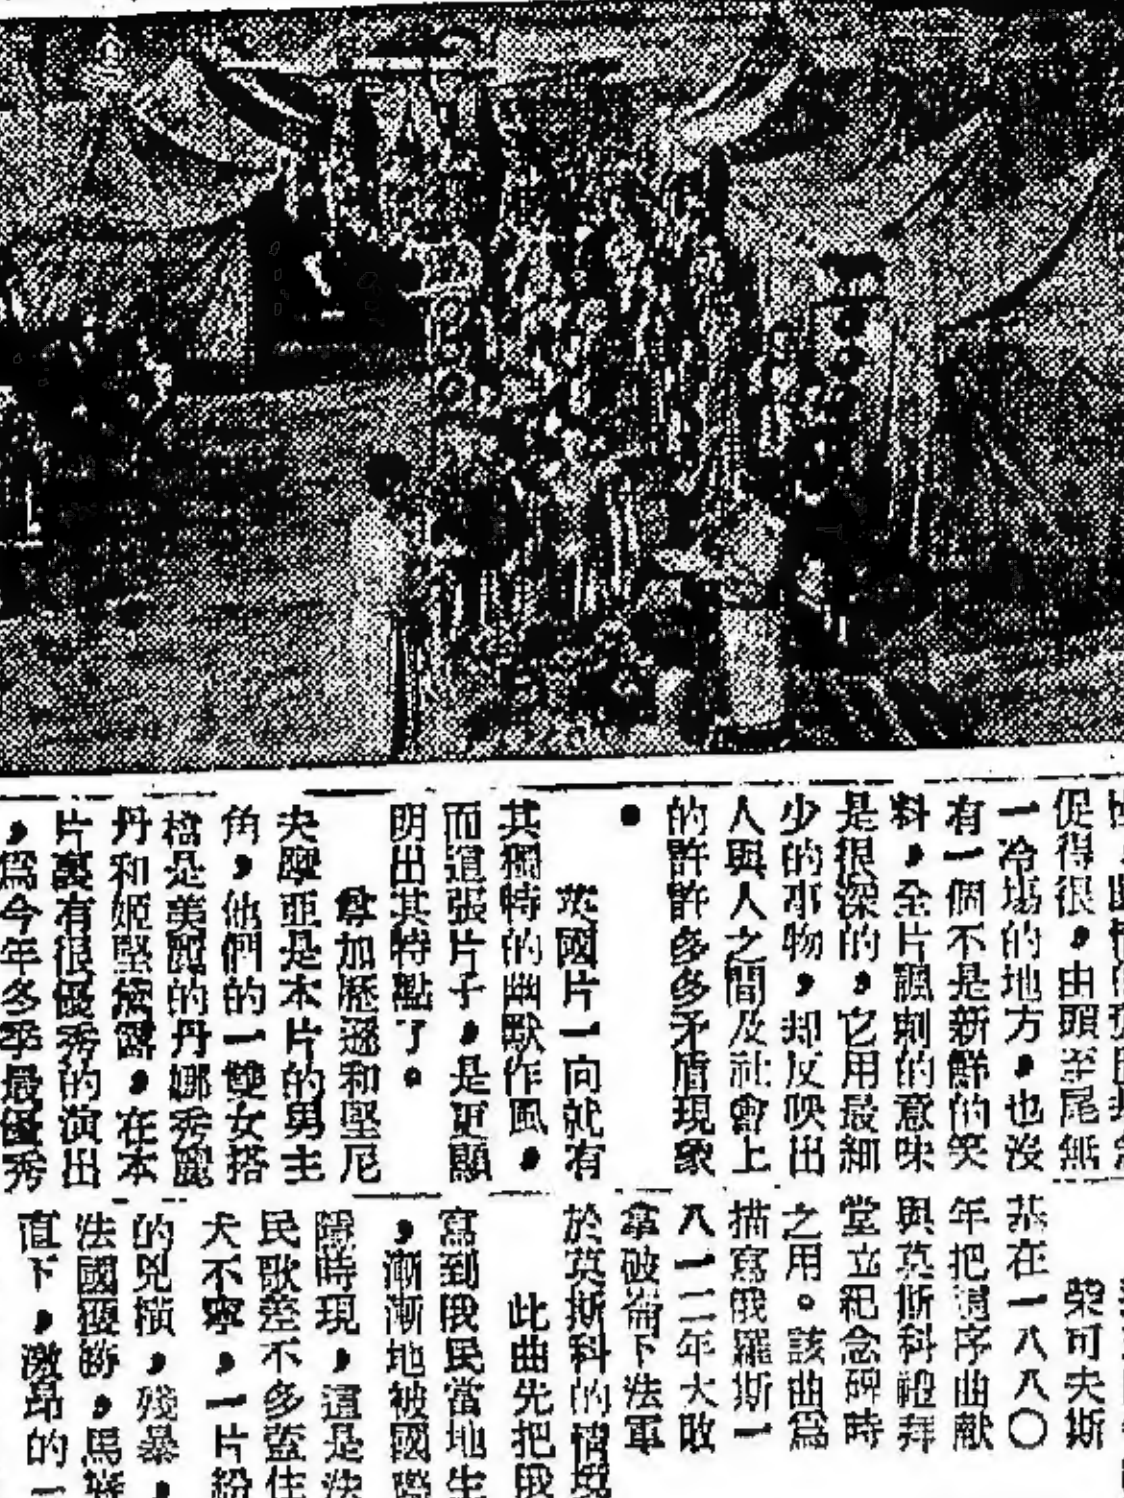 促得很，由頭至尾無
一冷場的地方，也沒
有一個不是新鮮的笑
料，全片諷刺的意味
是很深的，它用最細
少的事物，却反映出
人與人之間及社會上
的許許多多矛盾現象
。
英國片一向就有
其獨特的幽默作風，
而這張片子，是更顯
明出其特點了。
尊加歷遜和堅尼
夫摩亞是本片的男主
角，他們的一雙女搭
檔是美麗的丹娜秀麗
丹和姬堅黛露，在本
片裏有很優秀的演出
，爲今年冬季最優秀
柴可夫斯
基在一八八〇
年把這序曲献
與莫斯科禮拜
堂立紀念碑時
之用。該曲爲
描寫俄羅斯一
八一二年大敗
拿破崙下法軍
於莫斯科的情
此曲先把俄
寫到俄民當地生
，漸漸地被國際
時現，這是法
民歌差不多
犬不寧，一片紛
的兇橫，殘暴，
法國
直下，激昂的一